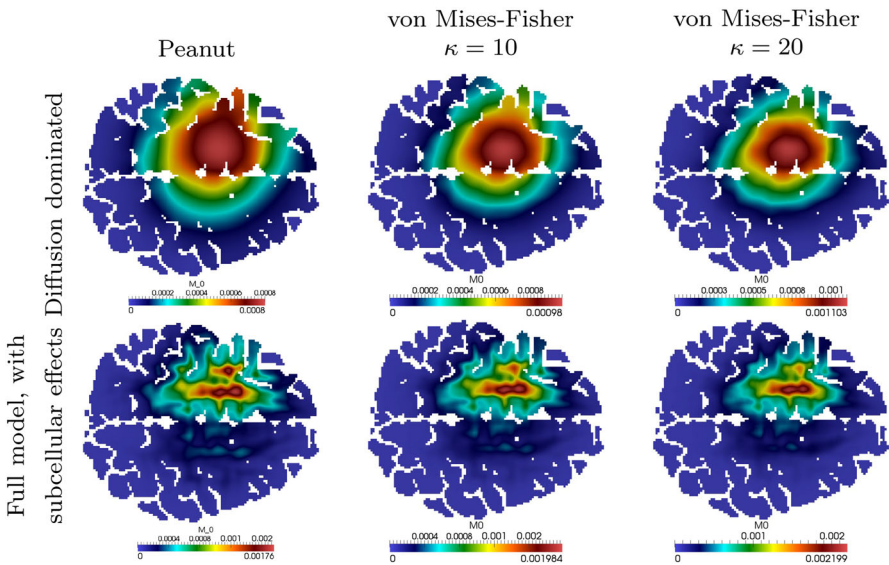 von Mises-Fisher
von Mises-Fisher
Peanut
κ = 10
κ = 20
Diffusion dominated
M_0
0.0002 0.0004 0.0006 0.0008
0
0.0008
M0
0.0002 0.0004 0.0006 0.0008
0
0.00098
M0
0.0003 0.0005 0.0008 0.001
0
0.001103
Full model, with
subcellular effects
M_0
0.0004 0.0008 0.001 0.002
0
0.00176
M0
0.0004 0.0008 0.001 0.002
0
0.001984
M0
0.001 0.002
0
0.002199